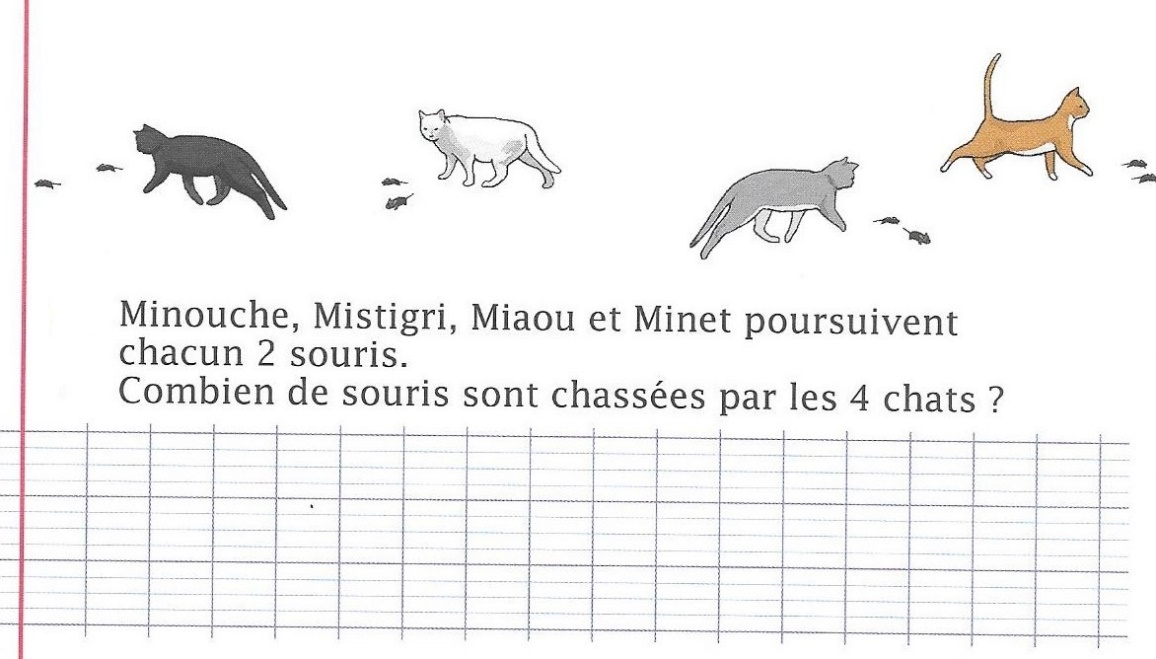 Minouche, Mistigri, Miaou et Minet poursuivent
chacun 2 souris.
Combien de souris sont chassées par les 4 chats ?